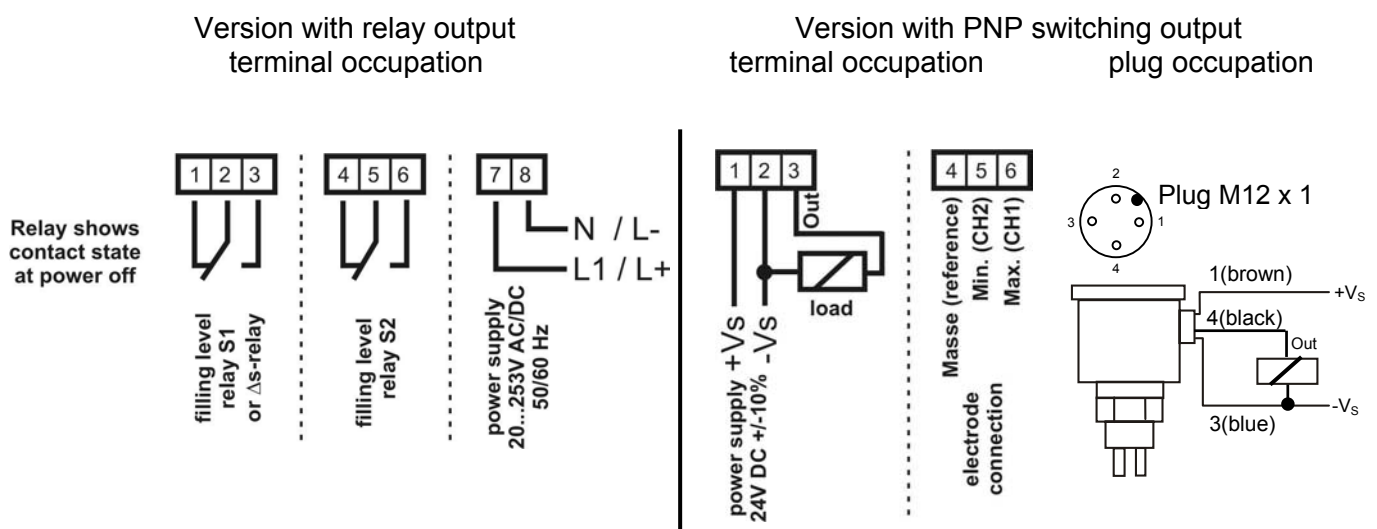 Version with relay output
terminal occupation
Version with PNP switching output
terminal occupation
plug occupation
Relay shows
contact state
at power off
1 2 3
filling level
relay S1
or Δs-relay
4 5 6
filling level
relay S2
7 8
N / L-
L1 / L+
power supply
20...253V AC/DC
50/60 Hz
1 2 3
Out
load
+Vs
-Vs
power supply
24V DC +/-10%
4 5 6
Masse (reference)
Min. (CH2)
Max. (CH1)
electrode
connection
2
Plug M12 x 1
3
1
4
1(brown)
+VS
4(black)
Out
-VS
3(blue)